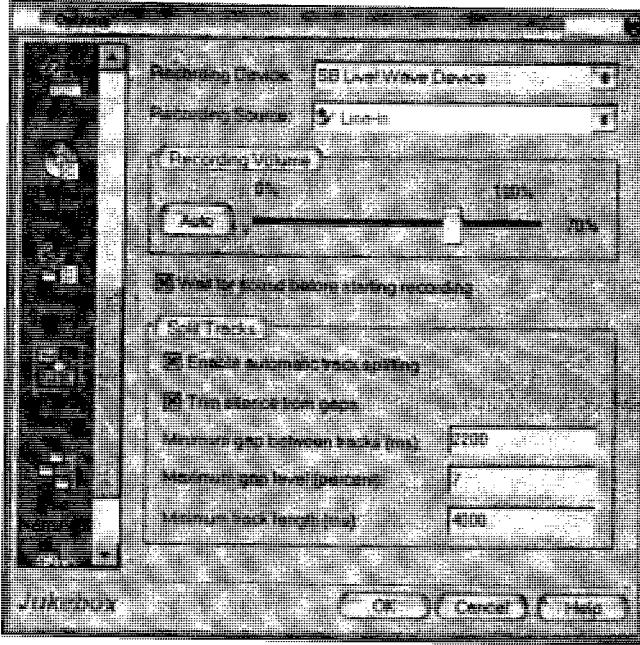 Recording Device: SB Live! Wave Device
Recording Source: Line-In
Recording Volume
0% 100%
Auto 70%
Wait for sound before starting recording
Split Tracks
Enable automatic track splitting
Trim silence from gaps
Minimum gap between tracks (ms) 2200
Maximum gap level (percent) 7
Minimum track length (ms) 4000
Jukebox OK Cancel Help